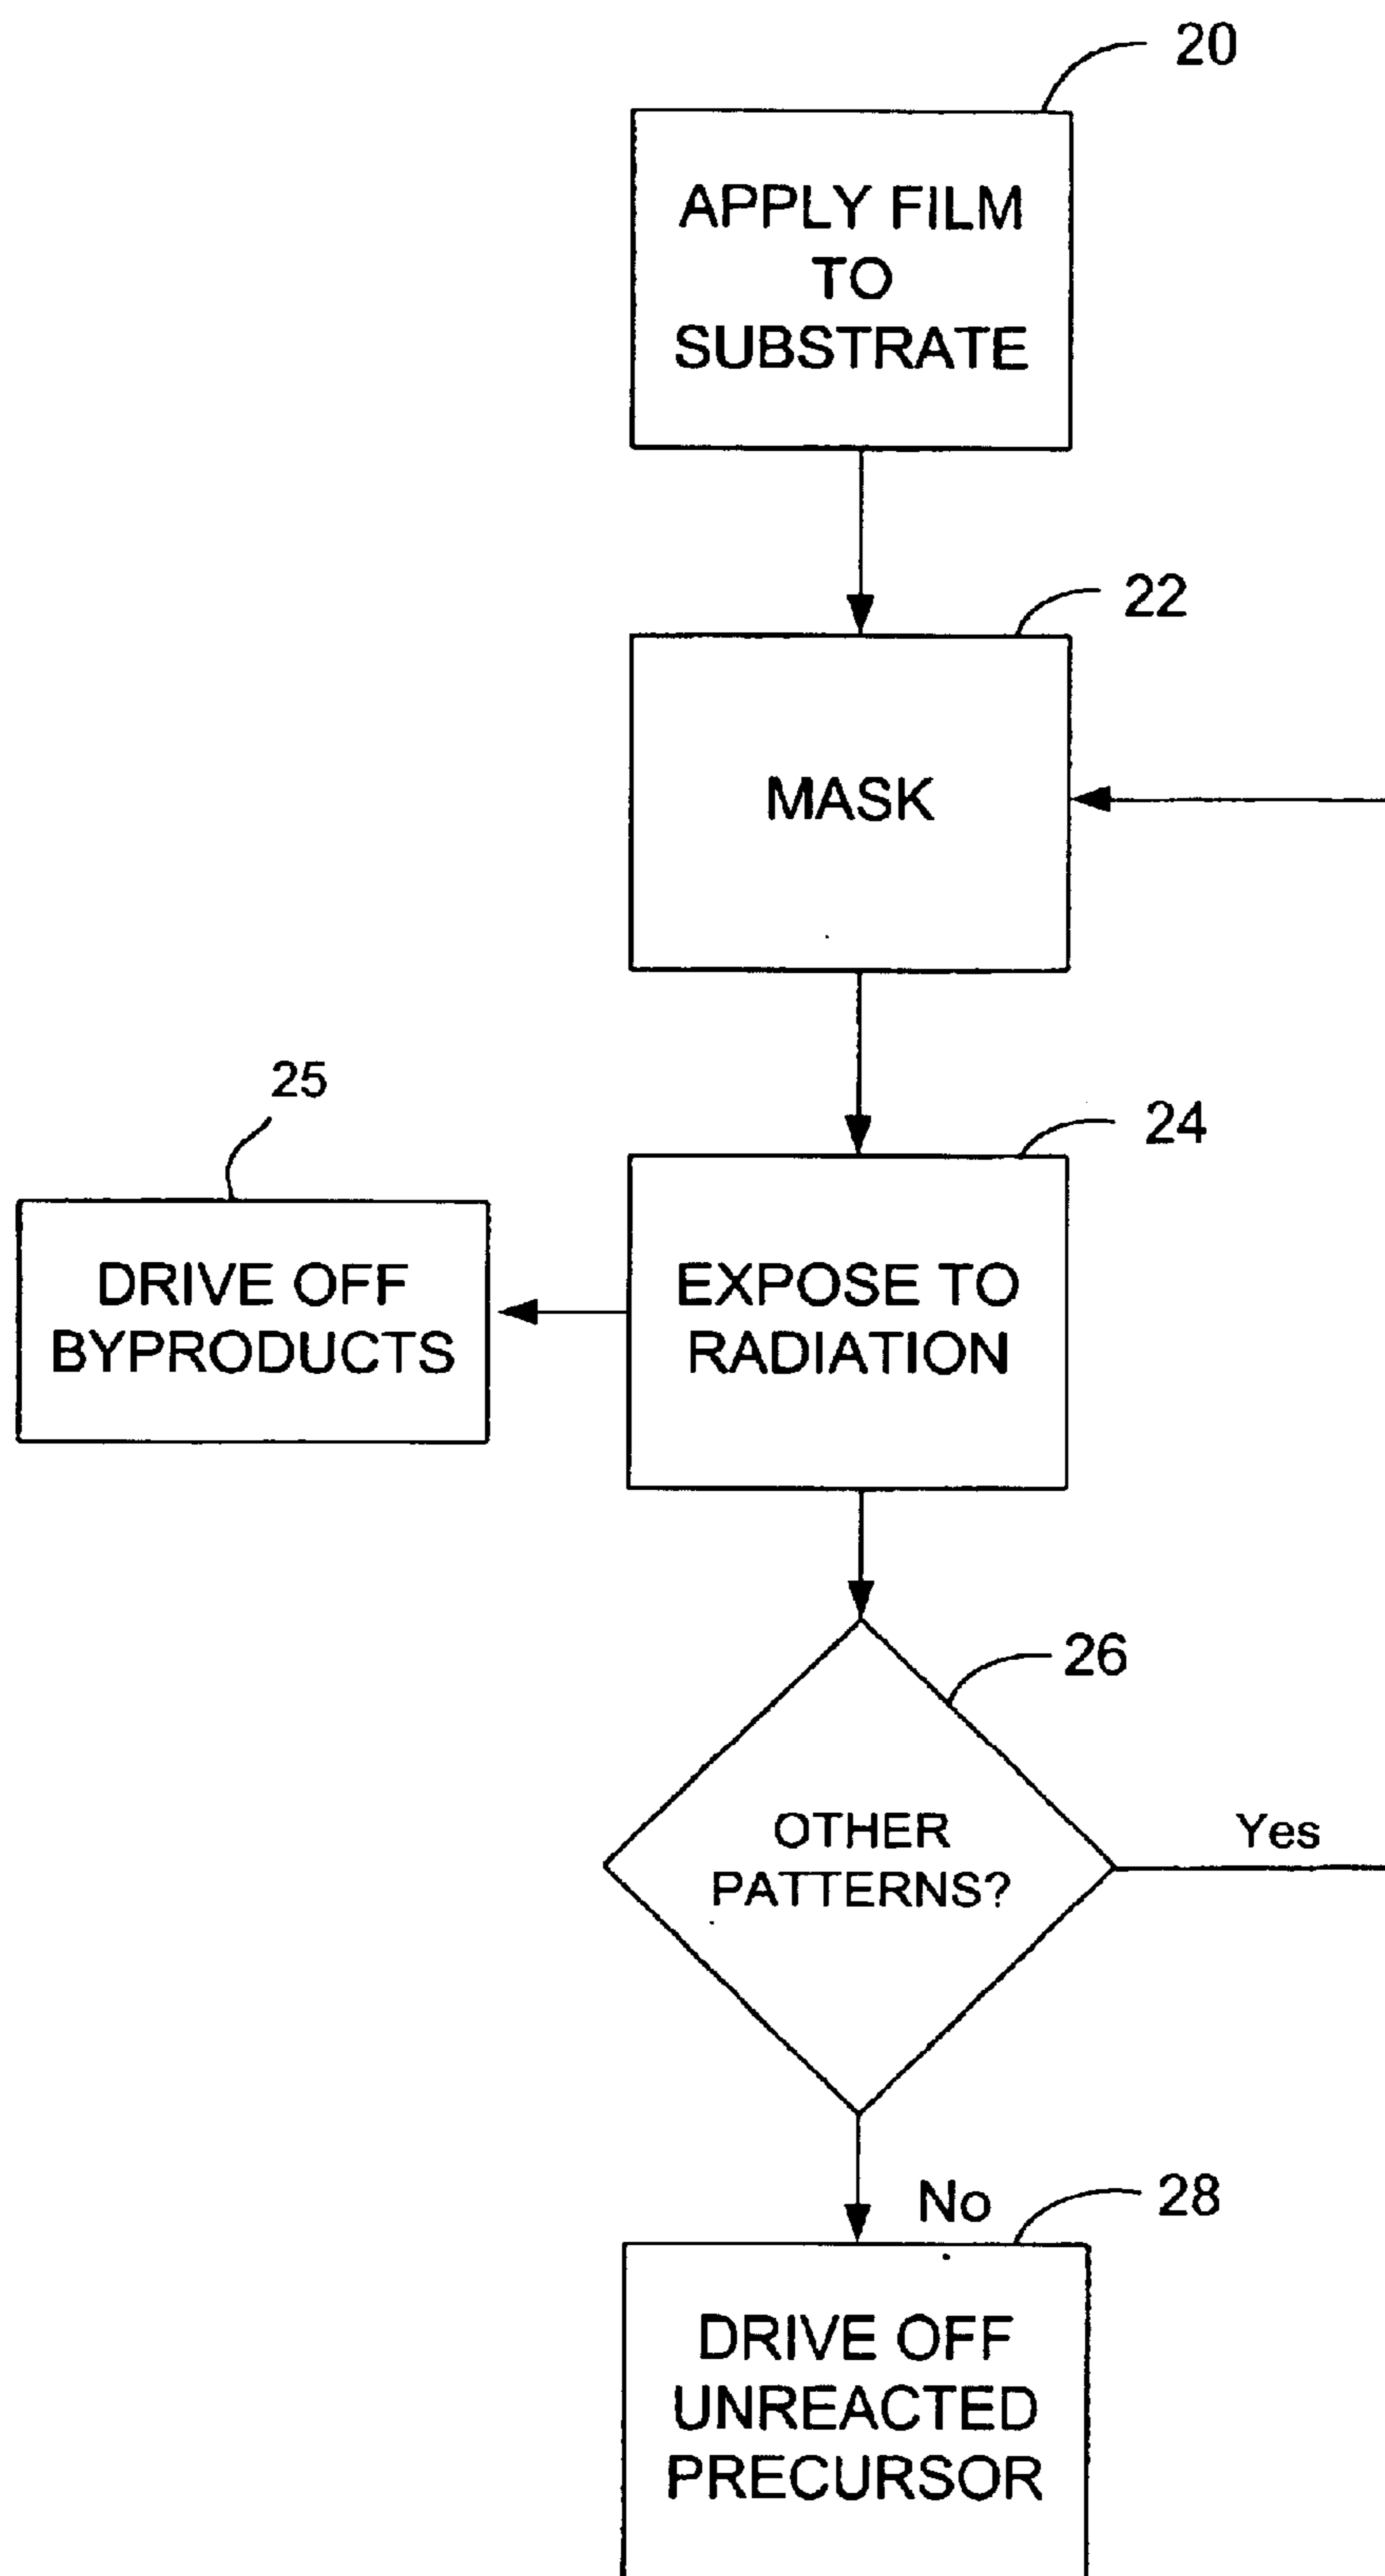 20
APPLY FILM
TO
SUBSTRATE
22
MASK
25
24
DRIVE OFF
BYPRODUCTS
EXPOSE TO
RADIATION
26
OTHER
PATTERNS?
Yes
No
28
DRIVE OFF
UNREACTED
PRECURSOR